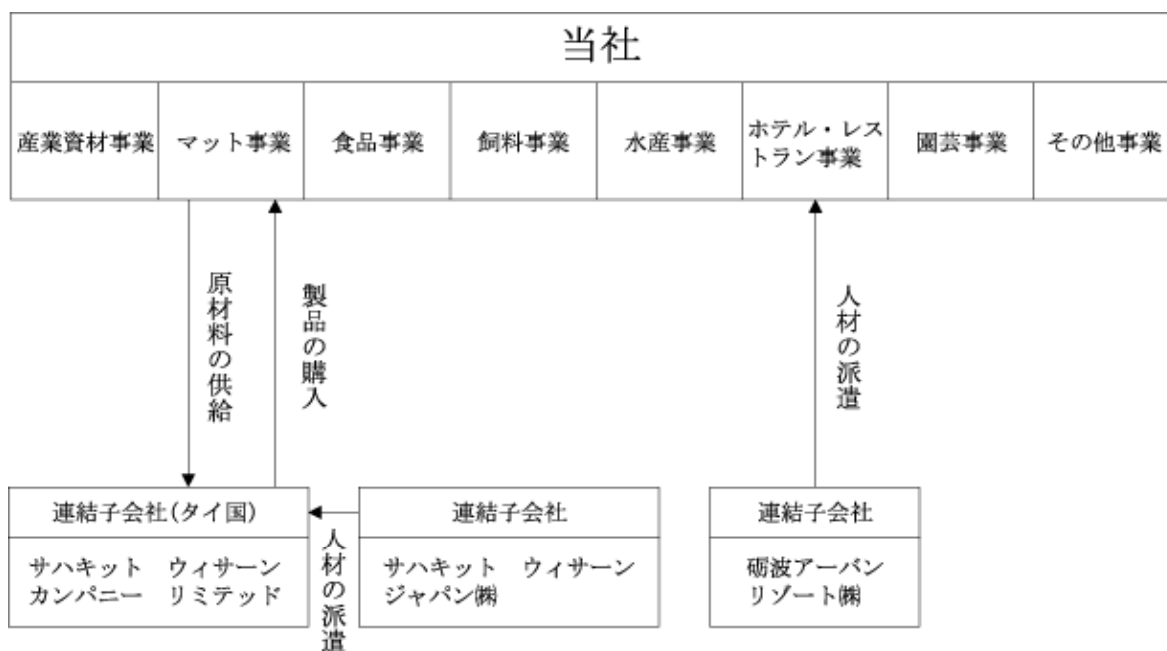 当社
産業資材事業
マット事業
食品事業
飼料事業
水産事業
ホテル・レス
トラン事業
園芸事業
その他事業
原材料の供給
製品の購入
人材の派遣
連結子会社(タイ国)
サハキット　ウィサーン
カンパニー　リミテッド
人材の派遣
連結子会社
サハキット　ウィサーン
ジャパン㈱
連結子会社
砺波アーバン
リゾート㈱